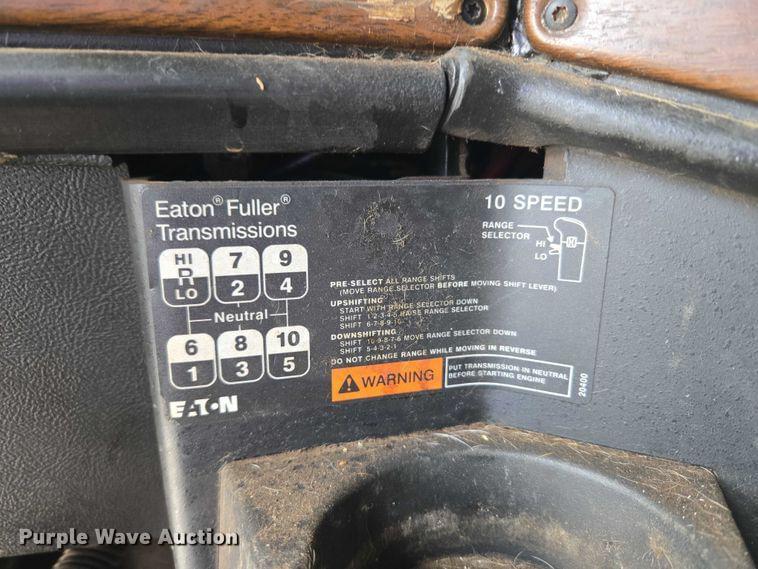 Eaton® Fuller®
Transmissions
10 SPEED
RANGE
SELECTOR
HI
LO
HI
R
LO
7
2
9
4
Neutral
6
1
8
3
10
5
PRE-SELECT ALL RANGE SHIFTS
(MOVE RANGE SELECTOR BEFORE MOVING SHIFT LEVER)
UPSHIFTING
START WITH RANGE SELECTOR DOWN
SHIFT 1-2-3-4-5 RAISE RANGE SELECTOR
SHIFT 6-7-8-9-10
DOWNSHIFTING
SHIFT 10-9-8-7-6 MOVE RANGE SELECTOR DOWN
SHIFT 5-4-3-2-1
DO NOT CHANGE RANGE WHILE MOVING IN REVERSE
WARNING
PUT TRANSMISSION IN NEUTRAL
BEFORE STARTING ENGINE
20400
EATON
Purple Wave Auction®